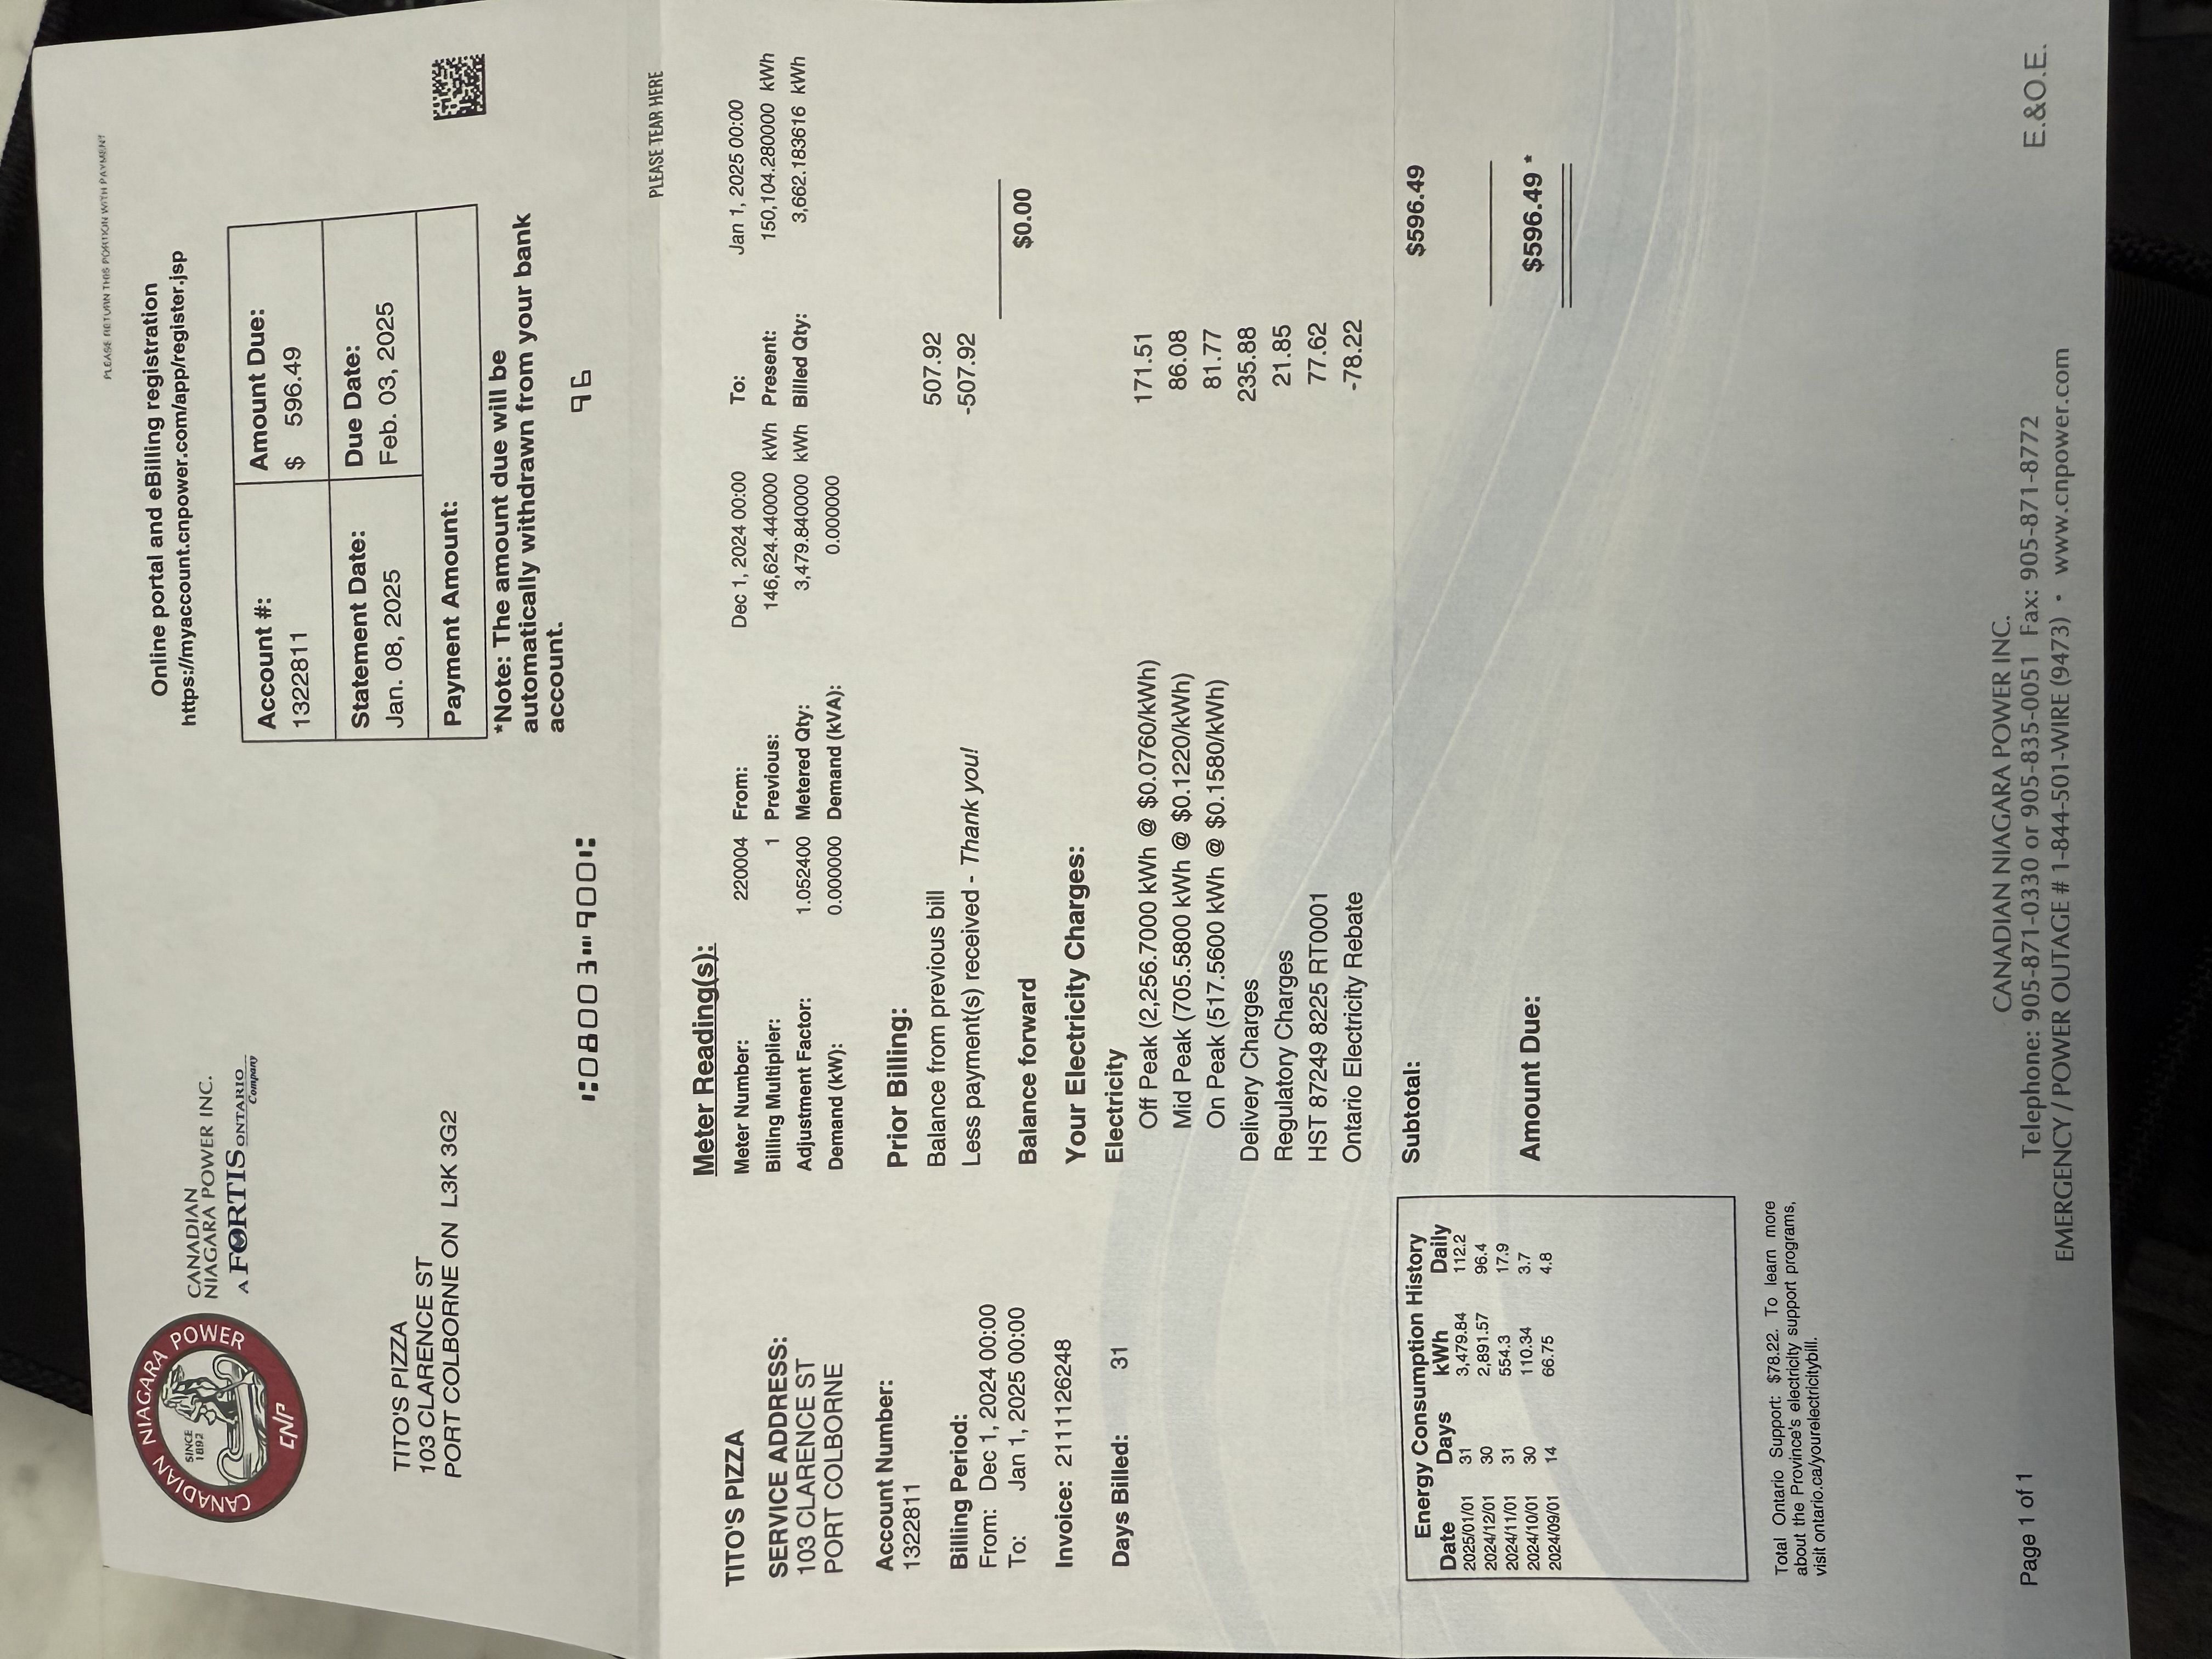 PLEASE RETURN THIS PORTION WITH PAYMENT
CANADIAN NIAGARA POWER
SINCE
1892
CNP
CANADIAN
NIAGARA POWER INC.
A FORTIS ONTARIO
Company
Online portal and eBilling registration
https://myaccount.cnpower.com/app/register.jsp
Account #: Amount Due:
1322811 $ 596.49
Statement Date: Due Date:
Jan. 08, 2025 Feb. 03, 2025
Payment Amount:
*Note: The amount due will be
automatically withdrawn from your bank
account.
TITO'S PIZZA
103 CLARENCE ST
PORT COLBORNE ON L3K 3G2
⑆08003⑉900⑆ 96
PLEASE TEAR HERE
TITO'S PIZZA
SERVICE ADDRESS:
103 CLARENCE ST
PORT COLBORNE
Account Number:
1322811
Billing Period:
From: Dec 1, 2024 00:00
To: Jan 1, 2025 00:00
Invoice: 2111126248
Days Billed: 31
Meter Reading(s):
Meter Number: 220004 From: Dec 1, 2024 00:00 To: Jan 1, 2025 00:00
Billing Multiplier: 1 Previous: 146,624.440000 kWh Present: 150,104.280000 kWh
Adjustment Factor: 1.052400 Metered Qty: 3,479.840000 kWh Billed Qty: 3,662.183616 kWh
Demand (kW): 0.000000 Demand (kVA): 0.000000
Prior Billing:
Balance from previous bill 507.92
Less payment(s) received - Thank you! -507.92
Balance forward $0.00
Your Electricity Charges:
Electricity
Off Peak (2,256.7000 kWh @ $0.0760/kWh) 171.51
Mid Peak (705.5800 kWh @ $0.1220/kWh) 86.08
On Peak (517.5600 kWh @ $0.1580/kWh) 81.77
Delivery Charges 235.88
Regulatory Charges 21.85
HST 87249 8225 RT0001 77.62
Ontario Electricity Rebate -78.22
Subtotal: $596.49
Amount Due: $596.49 *
Energy Consumption History
Date Days kWh Daily
2025/01/01 31 3,479.84 112.2
2024/12/01 30 2,891.57 96.4
2024/11/01 31 554.3 17.9
2024/10/01 30 110.34 3.7
2024/09/01 14 66.75 4.8
Total Ontario Support: $78.22. To learn more
about the Province's electricity support programs,
visit ontario.ca/yourelectricitybill.
Page 1 of 1
CANADIAN NIAGARA POWER INC.
Telephone: 905-871-0330 or 905-835-0051 Fax: 905-871-8772
EMERGENCY / POWER OUTAGE # 1-844-501-WIRE (9473) • www.cnpower.com
E.&O.E.